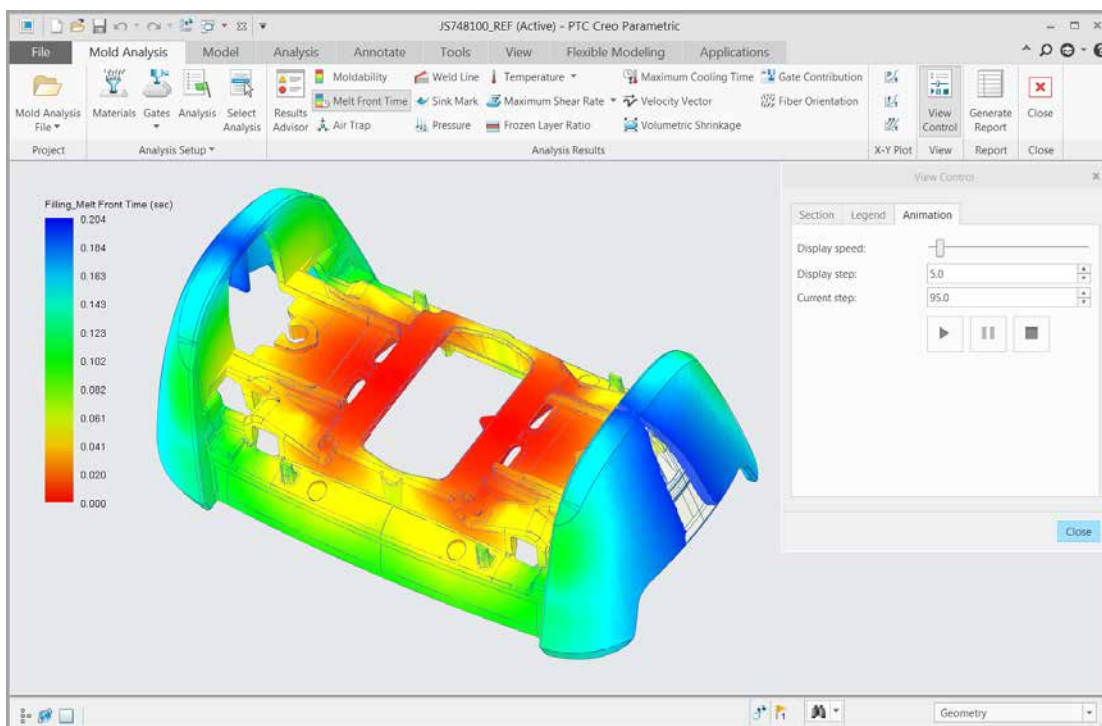 JS748100_REF (Active) - PTC Creo Parametric
File Mold Analysis Model Analysis Annotate Tools View Flexible Modeling Applications
Moldability Weld Line Temperature Maximum Cooling Time Gate Contribution
Mold Analysis File Materials Gates Analysis Select Analysis Results Advisor Melt Front Time Sink Mark Maximum Shear Rate Velocity Vector Fiber Orientation View Control Generate Report Close
Air Trap Pressure Frozen Layer Ratio Volumetric Shrinkage
Project Analysis Setup Analysis Results X-Y Plot View Report Close
View Control
Filling_Melt Front Time (sec)
0.204
0.184
0.163
0.143
0.123
0.102
0.082
0.061
0.041
0.020
0.000
Section Legend Animation
Display speed:
Display step: 5.0
Current step: 95.0
Close
Geometry